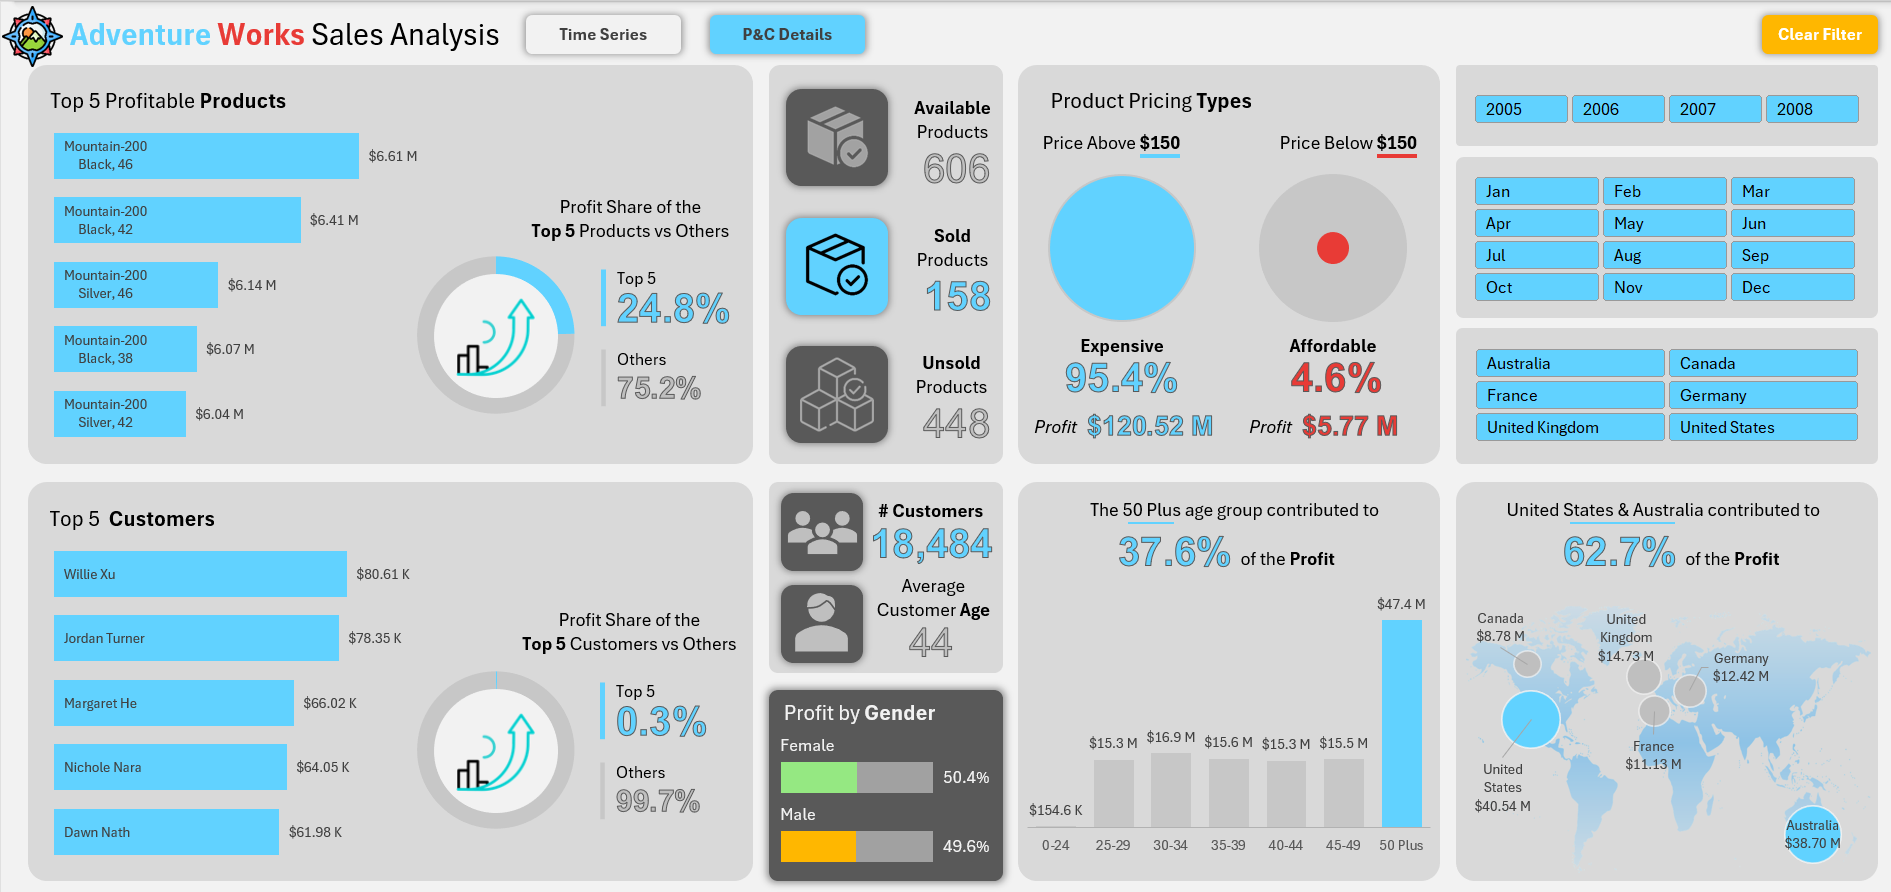 Adventure Works Sales Analysis
Time Series
P&C Details
Clear Filter
Top 5 Profitable Products
Mountain-200
Black, 46
$6.61 M
Mountain-200
Black, 42
$6.41 M
Mountain-200
Silver, 46
$6.14 M
Mountain-200
Black, 38
$6.07 M
Mountain-200
Silver, 42
$6.04 M
Profit Share of the
Top 5 Products vs Others
Top 5
24.8%
Others
75.2%
Available
Products
606
Sold
Products
158
Unsold
Products
448
Product Pricing Types
Price Above $150
Price Below $150
Expensive
95.4%
Profit $120.52 M
Affordable
4.6%
Profit $5.77 M
2005 2006 2007 2008
Jan Feb Mar
Apr May Jun
Jul Aug Sep
Oct Nov Dec
Australia Canada
France Germany
United Kingdom United States
Top 5 Customers
Willie Xu $80.61 K
Jordan Turner $78.35 K
Margaret He $66.02 K
Nichole Nara $64.05 K
Dawn Nath $61.98 K
Profit Share of the
Top 5 Customers vs Others
Top 5
0.3%
Others
99.7%
# Customers
18,484
Average
Customer Age
44
Profit by Gender
Female
50.4%
Male
49.6%
The 50 Plus age group contributed to
37.6% of the Profit
$154.6 K $15.3 M $16.9 M $15.6 M $15.3 M $15.5 M $47.4 M
0-24 25-29 30-34 35-39 40-44 45-49 50 Plus
United States & Australia contributed to
62.7% of the Profit
Canada
$8.78 M
United
Kingdom
$14.73 M
Germany
$12.42 M
France
$11.13 M
United
States
$40.54 M
Australia
$38.70 M